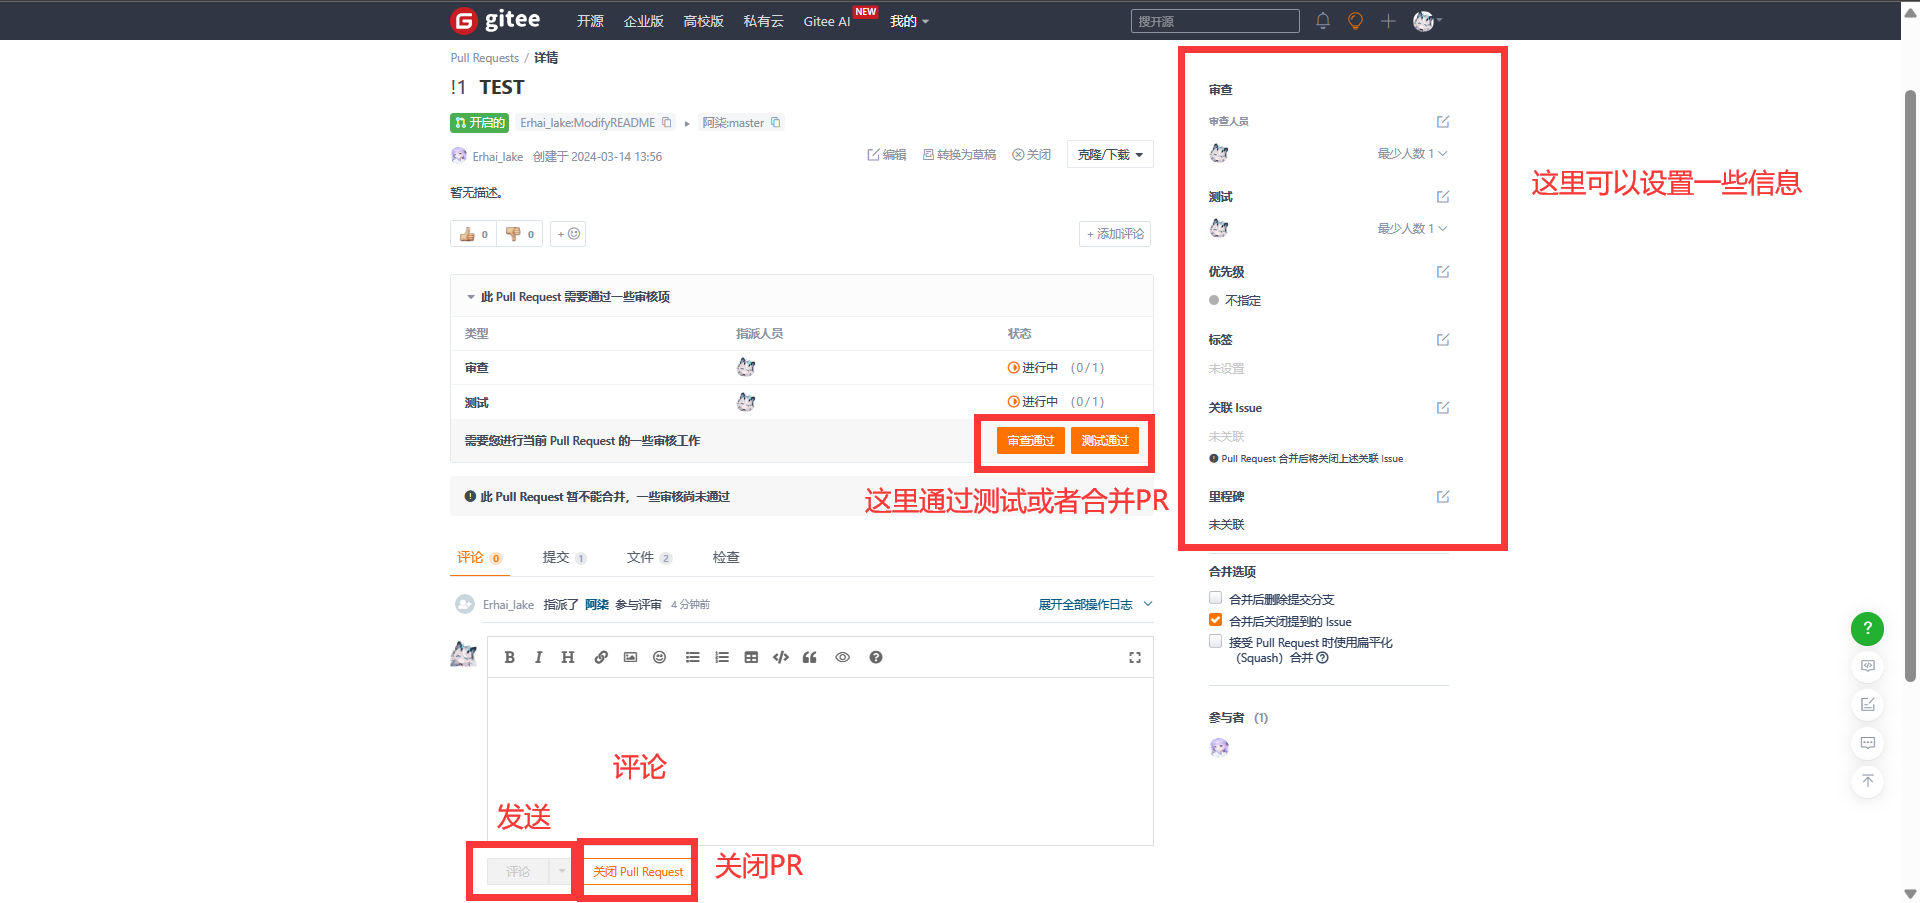 gitee 开源 企业版 高校版 私有云 Gitee AI NEW 我的 搜开源
Pull Requests / 详情
!1 TEST
开启的 Erhai_lake:ModifyREADME 阿柒:master
Erhai_lake 创建于 2024-03-14 13:56 编辑 转换为草稿 关闭 克隆/下载
暂无描述。
0 0 + + 添加评论
此 Pull Request 需要通过一些审核项
类型 指派人员 状态
审查 进行中 (0/1)
测试 进行中 (0/1)
需要您进行当前 Pull Request 的一些审核工作 审查通过 测试通过
此 Pull Request 暂不能合并，一些审核尚未通过
这里通过测试或者合并PR
评论 0 提交 1 文件 2 检查
Erhai_lake 指派了 阿柒 参与评审 4 分钟前 展开全部操作日志
B I H
评论
发送
评论 关闭 Pull Request
关闭PR
审查
审查人员
最少人数 1
测试
最少人数 1
优先级
不指定
标签
未设置
关联 Issue
未关联
Pull Request 合并后将关闭上述关联 Issue
里程碑
未关联
这里可以设置一些信息
合并选项
合并后删除提交分支
合并后关闭提到的 Issue
接受 Pull Request 时使用扁平化
（Squash）合并 ?
参与者 (1)
?